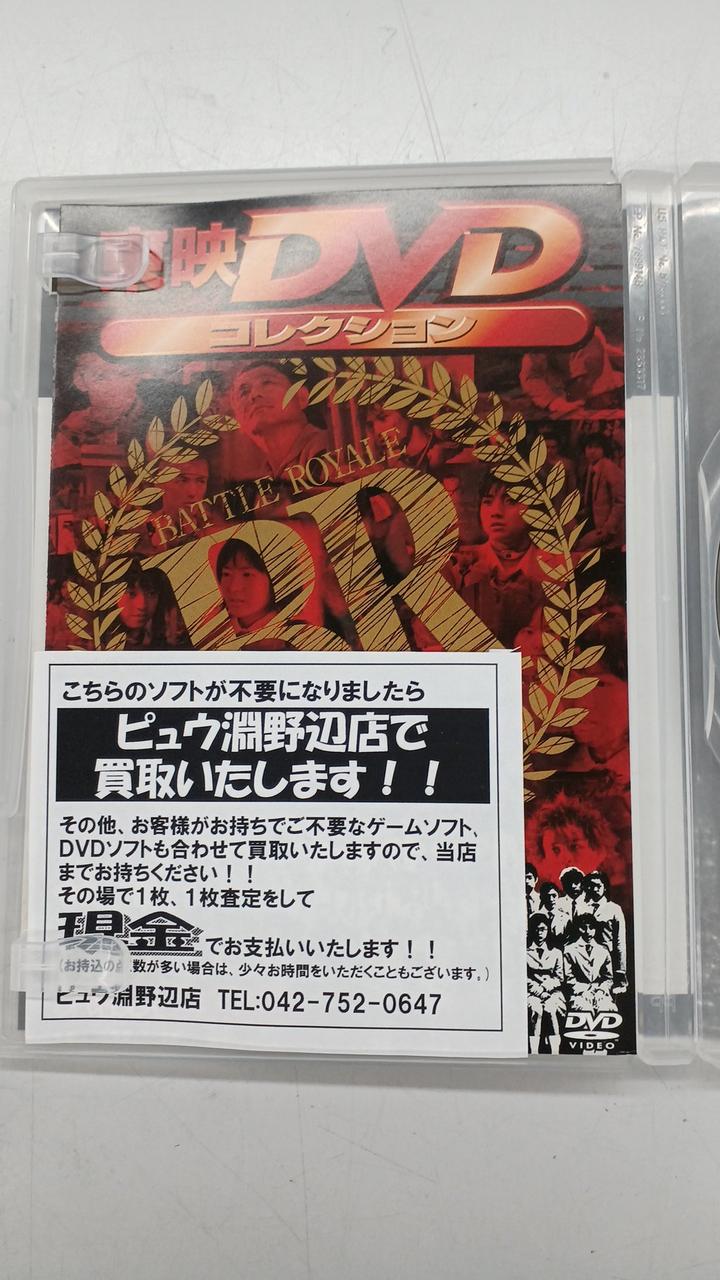 東映DVD
コレクション
BATTLE ROYALE
BR
こちらのソフトが不要になりましたら
ピュウ淵野辺店で
買取いたします！！
その他、お客様がお持ちでご不要なゲームソフト、
DVDソフトも合わせて買取いたしますので、当店
までお持ちください！！
その場で1枚、1枚査定をして
現金でお支払いいたします！！
(お持込の点数が多い場合は、少々お時間をいただくこともございます。)
ピュウ淵野辺店 TEL:042-752-0647
DVD
VIDEO